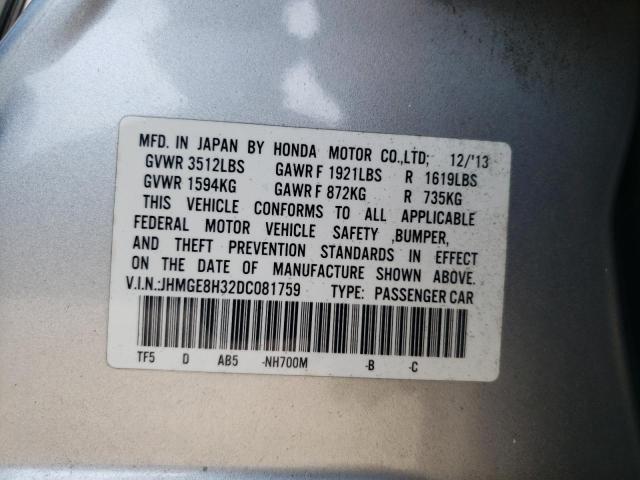 MFD. IN JAPAN BY HONDA MOTOR CO.,LTD; 12/'13
GVWR 3512LBS GAWR F 1921LBS R 1619LBS
GVWR 1594KG GAWR F 872KG R 735KG
THIS VEHICLE CONFORMS TO ALL APPLICABLE
FEDERAL MOTOR VEHICLE SAFETY ,BUMPER,
AND THEFT PREVENTION STANDARDS IN EFFECT
ON THE DATE OF MANUFACTURE SHOWN ABOVE.
V.I.N.:JHMGE8H32DC081759 TYPE: PASSENGER CAR
TF5 D AB5 -NH700M -B -C